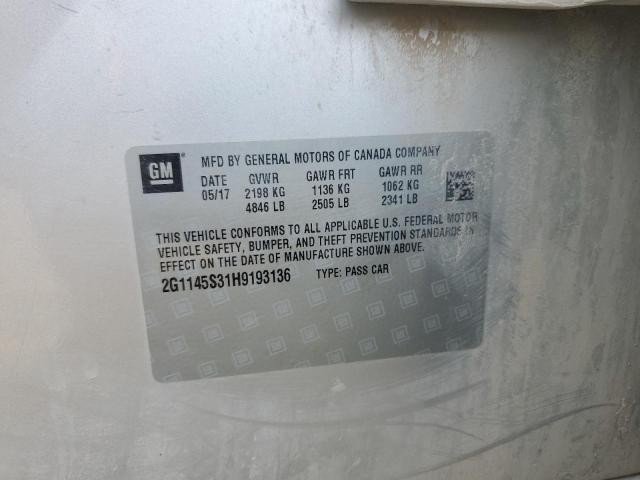 GM MFD BY GENERAL MOTORS OF CANADA COMPANY
DATE GVWR GAWR FRT GAWR RR
05/17 2198 KG 1136 KG 1062 KG
4846 LB 2505 LB 2341 LB
THIS VEHICLE CONFORMS TO ALL APPLICABLE U.S. FEDERAL MOTOR
VEHICLE SAFETY, BUMPER, AND THEFT PREVENTION STANDARDS IN
EFFECT ON THE DATE OF MANUFACTURE SHOWN ABOVE.
2G1145S31H9193136 TYPE: PASS CAR